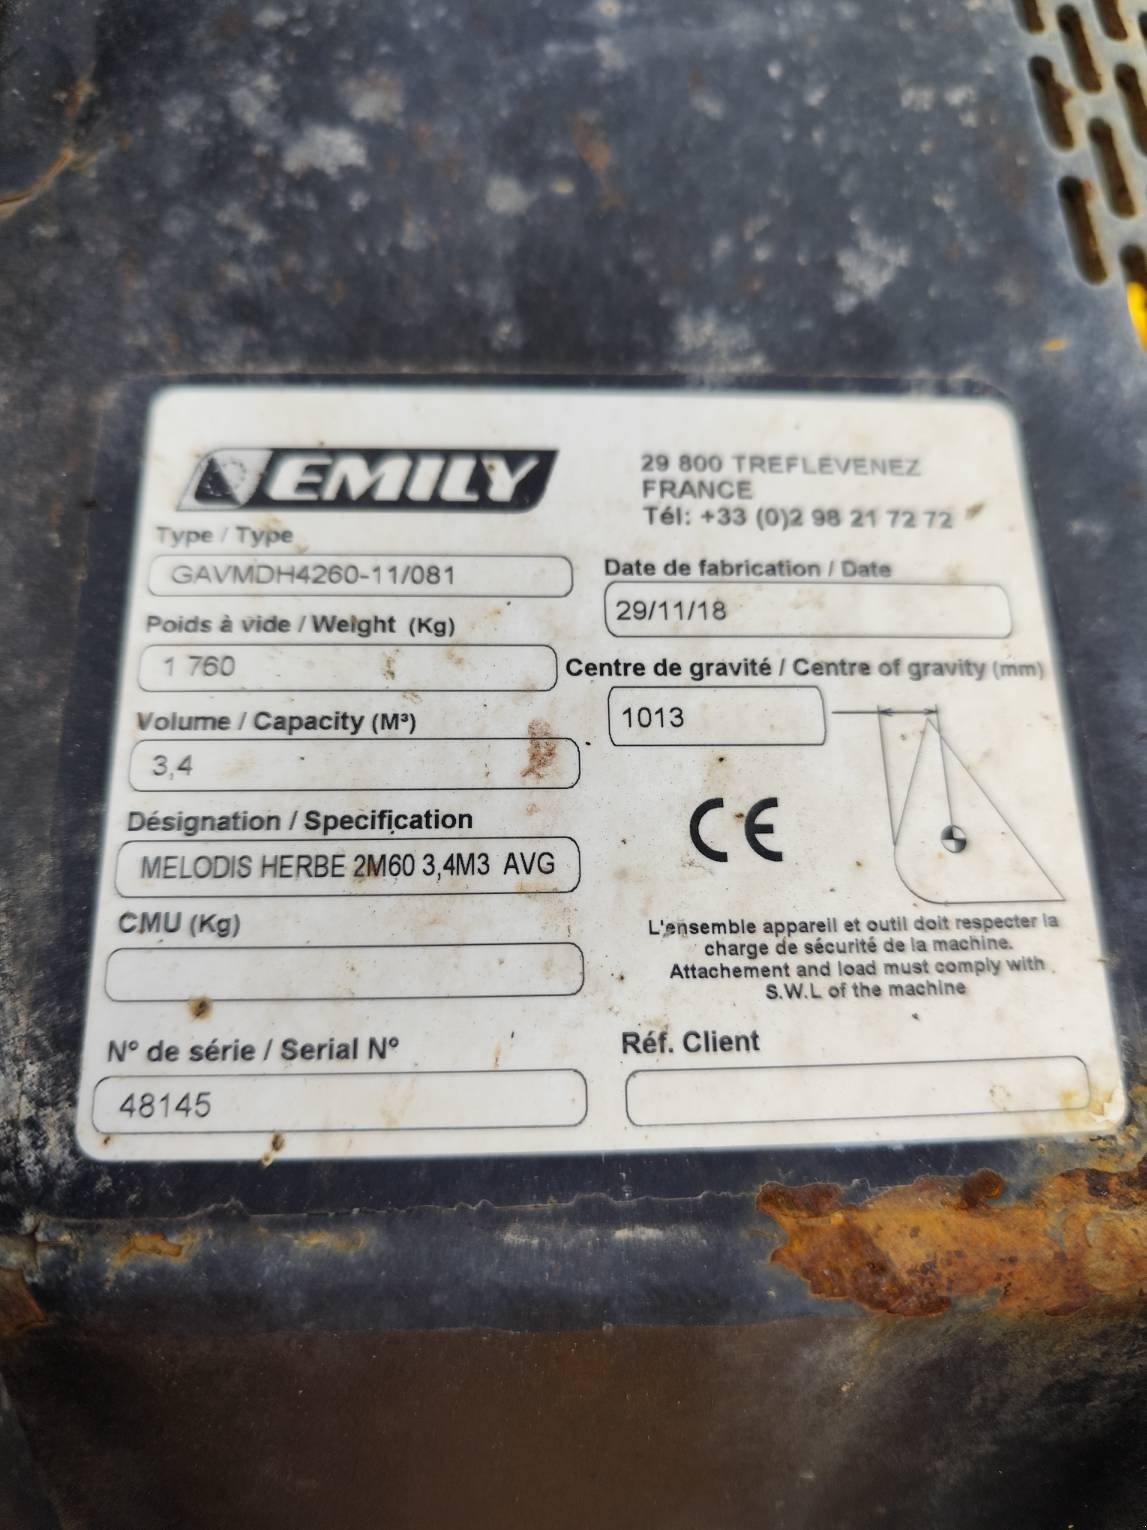 EMILY
29 800 TREFLEVENEZ
FRANCE
Tél: +33 (0)2 98 21 72 72
Type / Type
GAVMDH4260-11/081
Date de fabrication / Date
29/11/18
Poids à vide / Weight (Kg)
1 760
Centre de gravité / Centre of gravity (mm)
1013
Volume / Capacity (M³)
3,4
CE
Désignation / Specification
MELODIS HERBE 2M60 3,4M3 AVG
CMU (Kg)
L'ensemble appareil et outil doit respecter la
charge de sécurité de la machine.
Attachement and load must comply with
S.W.L of the machine
N° de série / Serial N°
48145
Réf. Client